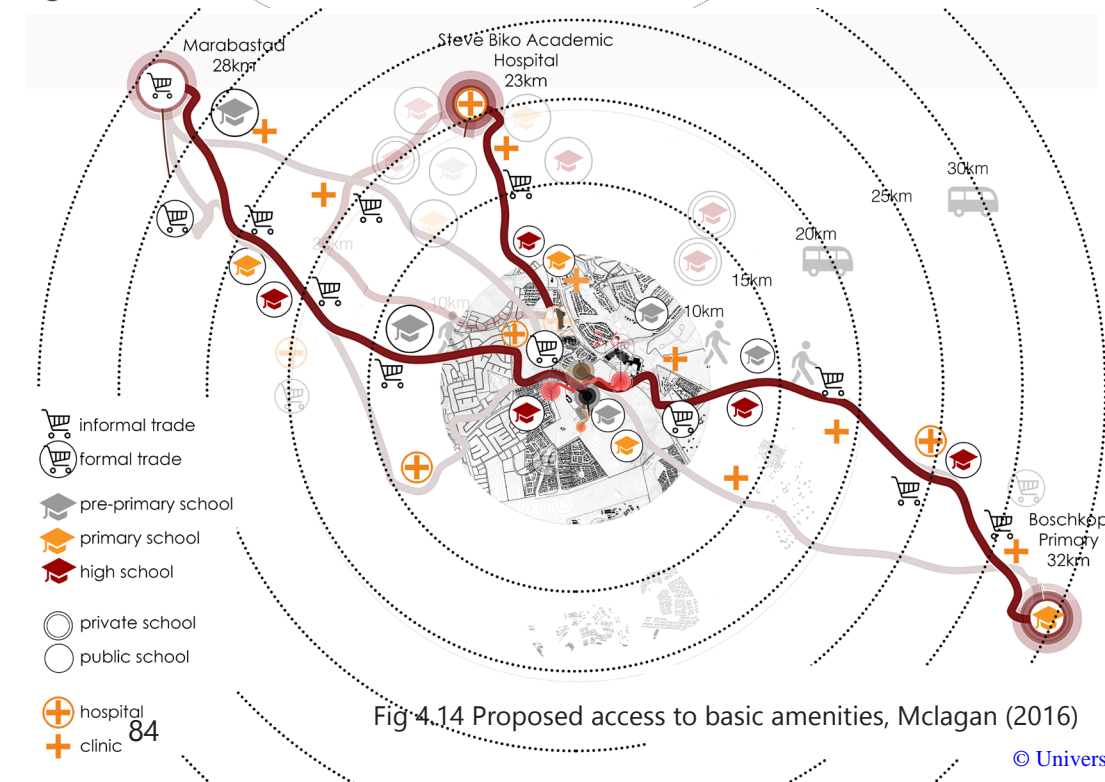 Marabastad
28km
Steve Biko Academic
Hospital
23km
30km
25km
20km
15km
10km
10km
informal trade
formal trade
pre-primary school
primary school
high school
private school
public school
hospital
clinic
Boschkop
Primary
32km
84
Fig 4.14 Proposed access to basic amenities, Mclagan (2016)
© Univers